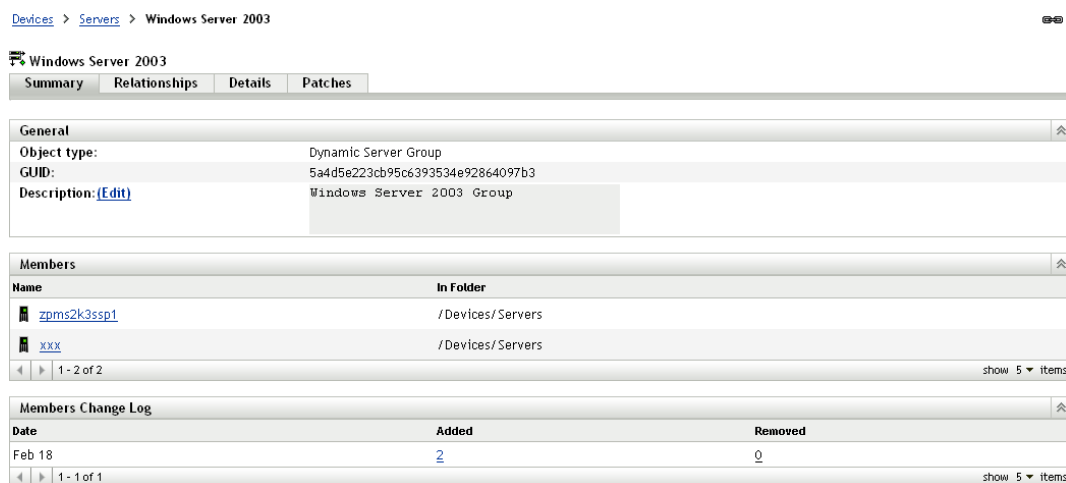 Devices > Servers > Windows Server 2003
Windows Server 2003
Summary Relationships Details Patches
General
Object type: Dynamic Server Group
GUID: 5a4d5e223cb95c6393534e92864097b3
Description:(Edit) Windows Server 2003 Group
Members
Name In Folder
zpms2k3ssp1 /Devices/Servers
xxx /Devices/Servers
1 - 2 of 2 show 5 items
Members Change Log
Date Added Removed
Feb 18 2 0
1 - 1 of 1 show 5 items